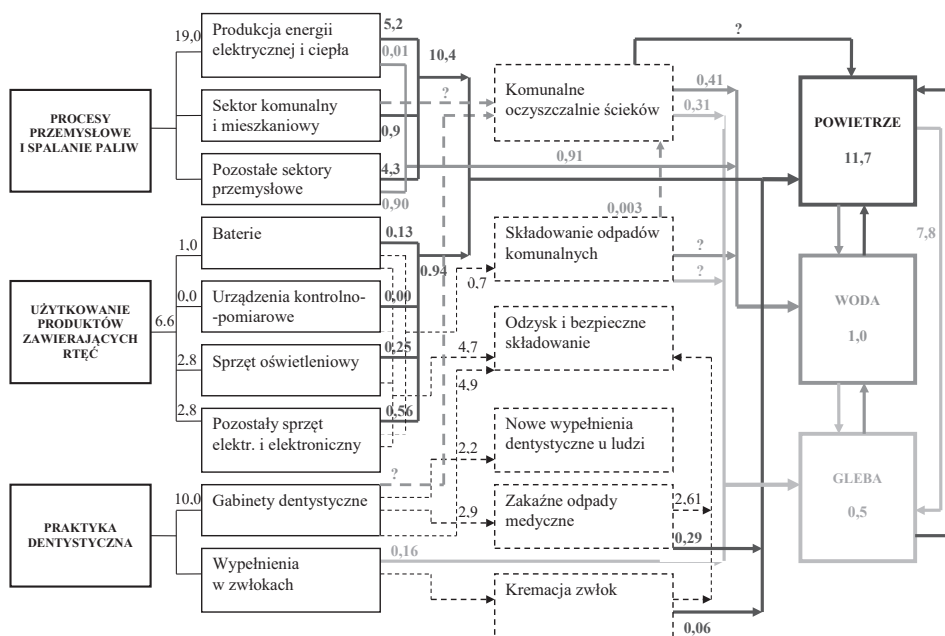 PROCESY
PRZEMYSŁOWE
I SPALANIE PALIW
19,0
Produkcja energii
elektrycznej i ciepła
5,2
0,01
Sektor komunalny
i mieszkaniowy
?
0,9
Pozostałe sektory
przemysłowe
4,3
0,90
10,4
0,91
UŻYTKOWANIE
PRODUKTÓW
ZAWIERAJĄCYCH
RTĘĆ
6.6
1,0
Baterie
0,13
0.0
Urządzenia kontrolno-
-pomiarowe
0,00
2.8
Sprzęt oświetleniowy
0,25
2.8
Pozostały sprzęt
elektr. i elektroniczny
0,56
0,94
0,7
4,7
4,9
PRAKTYKA
DENTYSTYCZNA
10.0
Gabinety dentystyczne
?
2,2
2,9
Wypełnienia
w zwłokach
0,16
Komunalne
oczyszczalnie ścieków
?
0,41
0,31
0,003
Składowanie odpadów
komunalnych
?
?
Odzysk i bezpieczne
składowanie
Nowe wypełnienia
dentystyczne u ludzi
Zakaźne odpady
medyczne
2,61
0,29
Kremacja zwłok
0,06
POWIETRZE
11,7
7,8
WODA
1,0
GLEBA
0,5